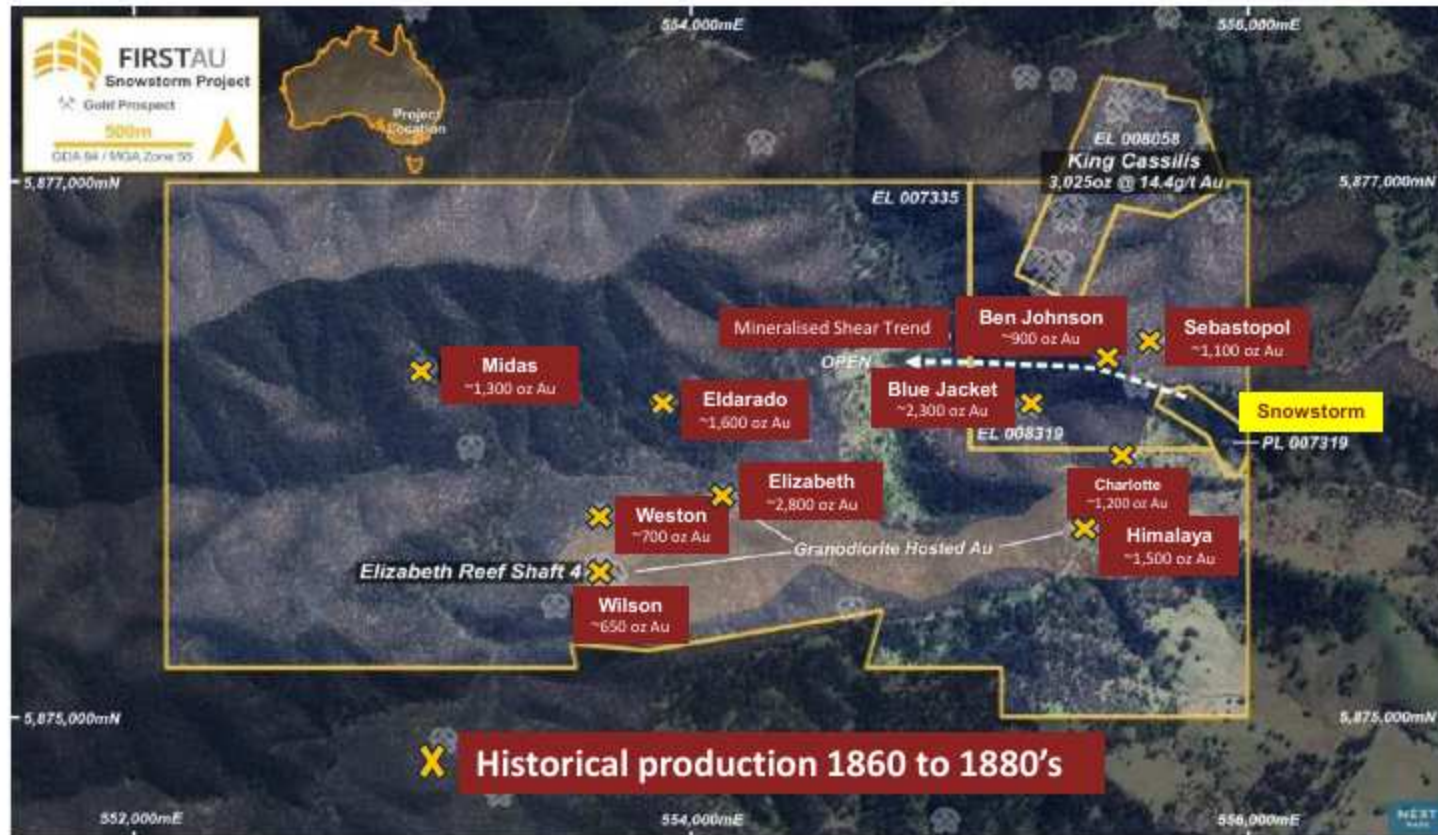 554,000mE
556,000mE
FIRSTAU
Snowstorm Project
Gold Prospect
500m
GDA 94 / MGA Zone 55
Project
Location
EL 008058
King Cassilis
3,025oz @ 14.4g/t Au
5,877,000mN
5,877,000mN
EL 007335
Mineralised Shear Trend
OPEN
Ben Johnson
~900 oz Au
Sebastopol
~1,100 oz Au
Midas
~1,300 oz Au
Eldarado
~1,600 oz Au
Blue Jacket
~2,300 oz Au
EL 008319
Snowstorm
PL 007319
Elizabeth
~2,800 oz Au
Charlotte
~1,200 oz Au
Weston
~700 oz Au
Himalaya
~1,500 oz Au
Granodiorite Hosted Au
Elizabeth Reef Shaft 4
Wilson
~650 oz Au
5,875,000mN
5,875,000mN
Historical production 1860 to 1880’s
552,000mE
554,000mE
556,000mE
NEXT